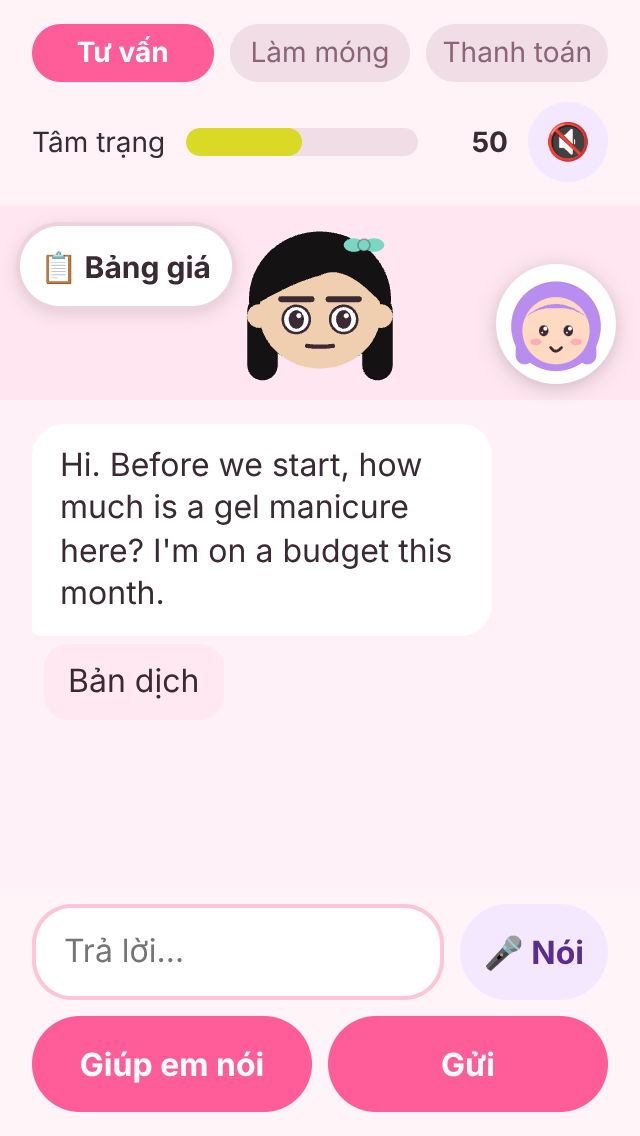 Tư vấn
Làm móng
Thanh toán
Tâm trạng
50
Bảng giá
Hi. Before we start, how
much is a gel manicure
here? I'm on a budget this
month.
Bản dịch
Trả lời...
Nói
Giúp em nói
Gửi